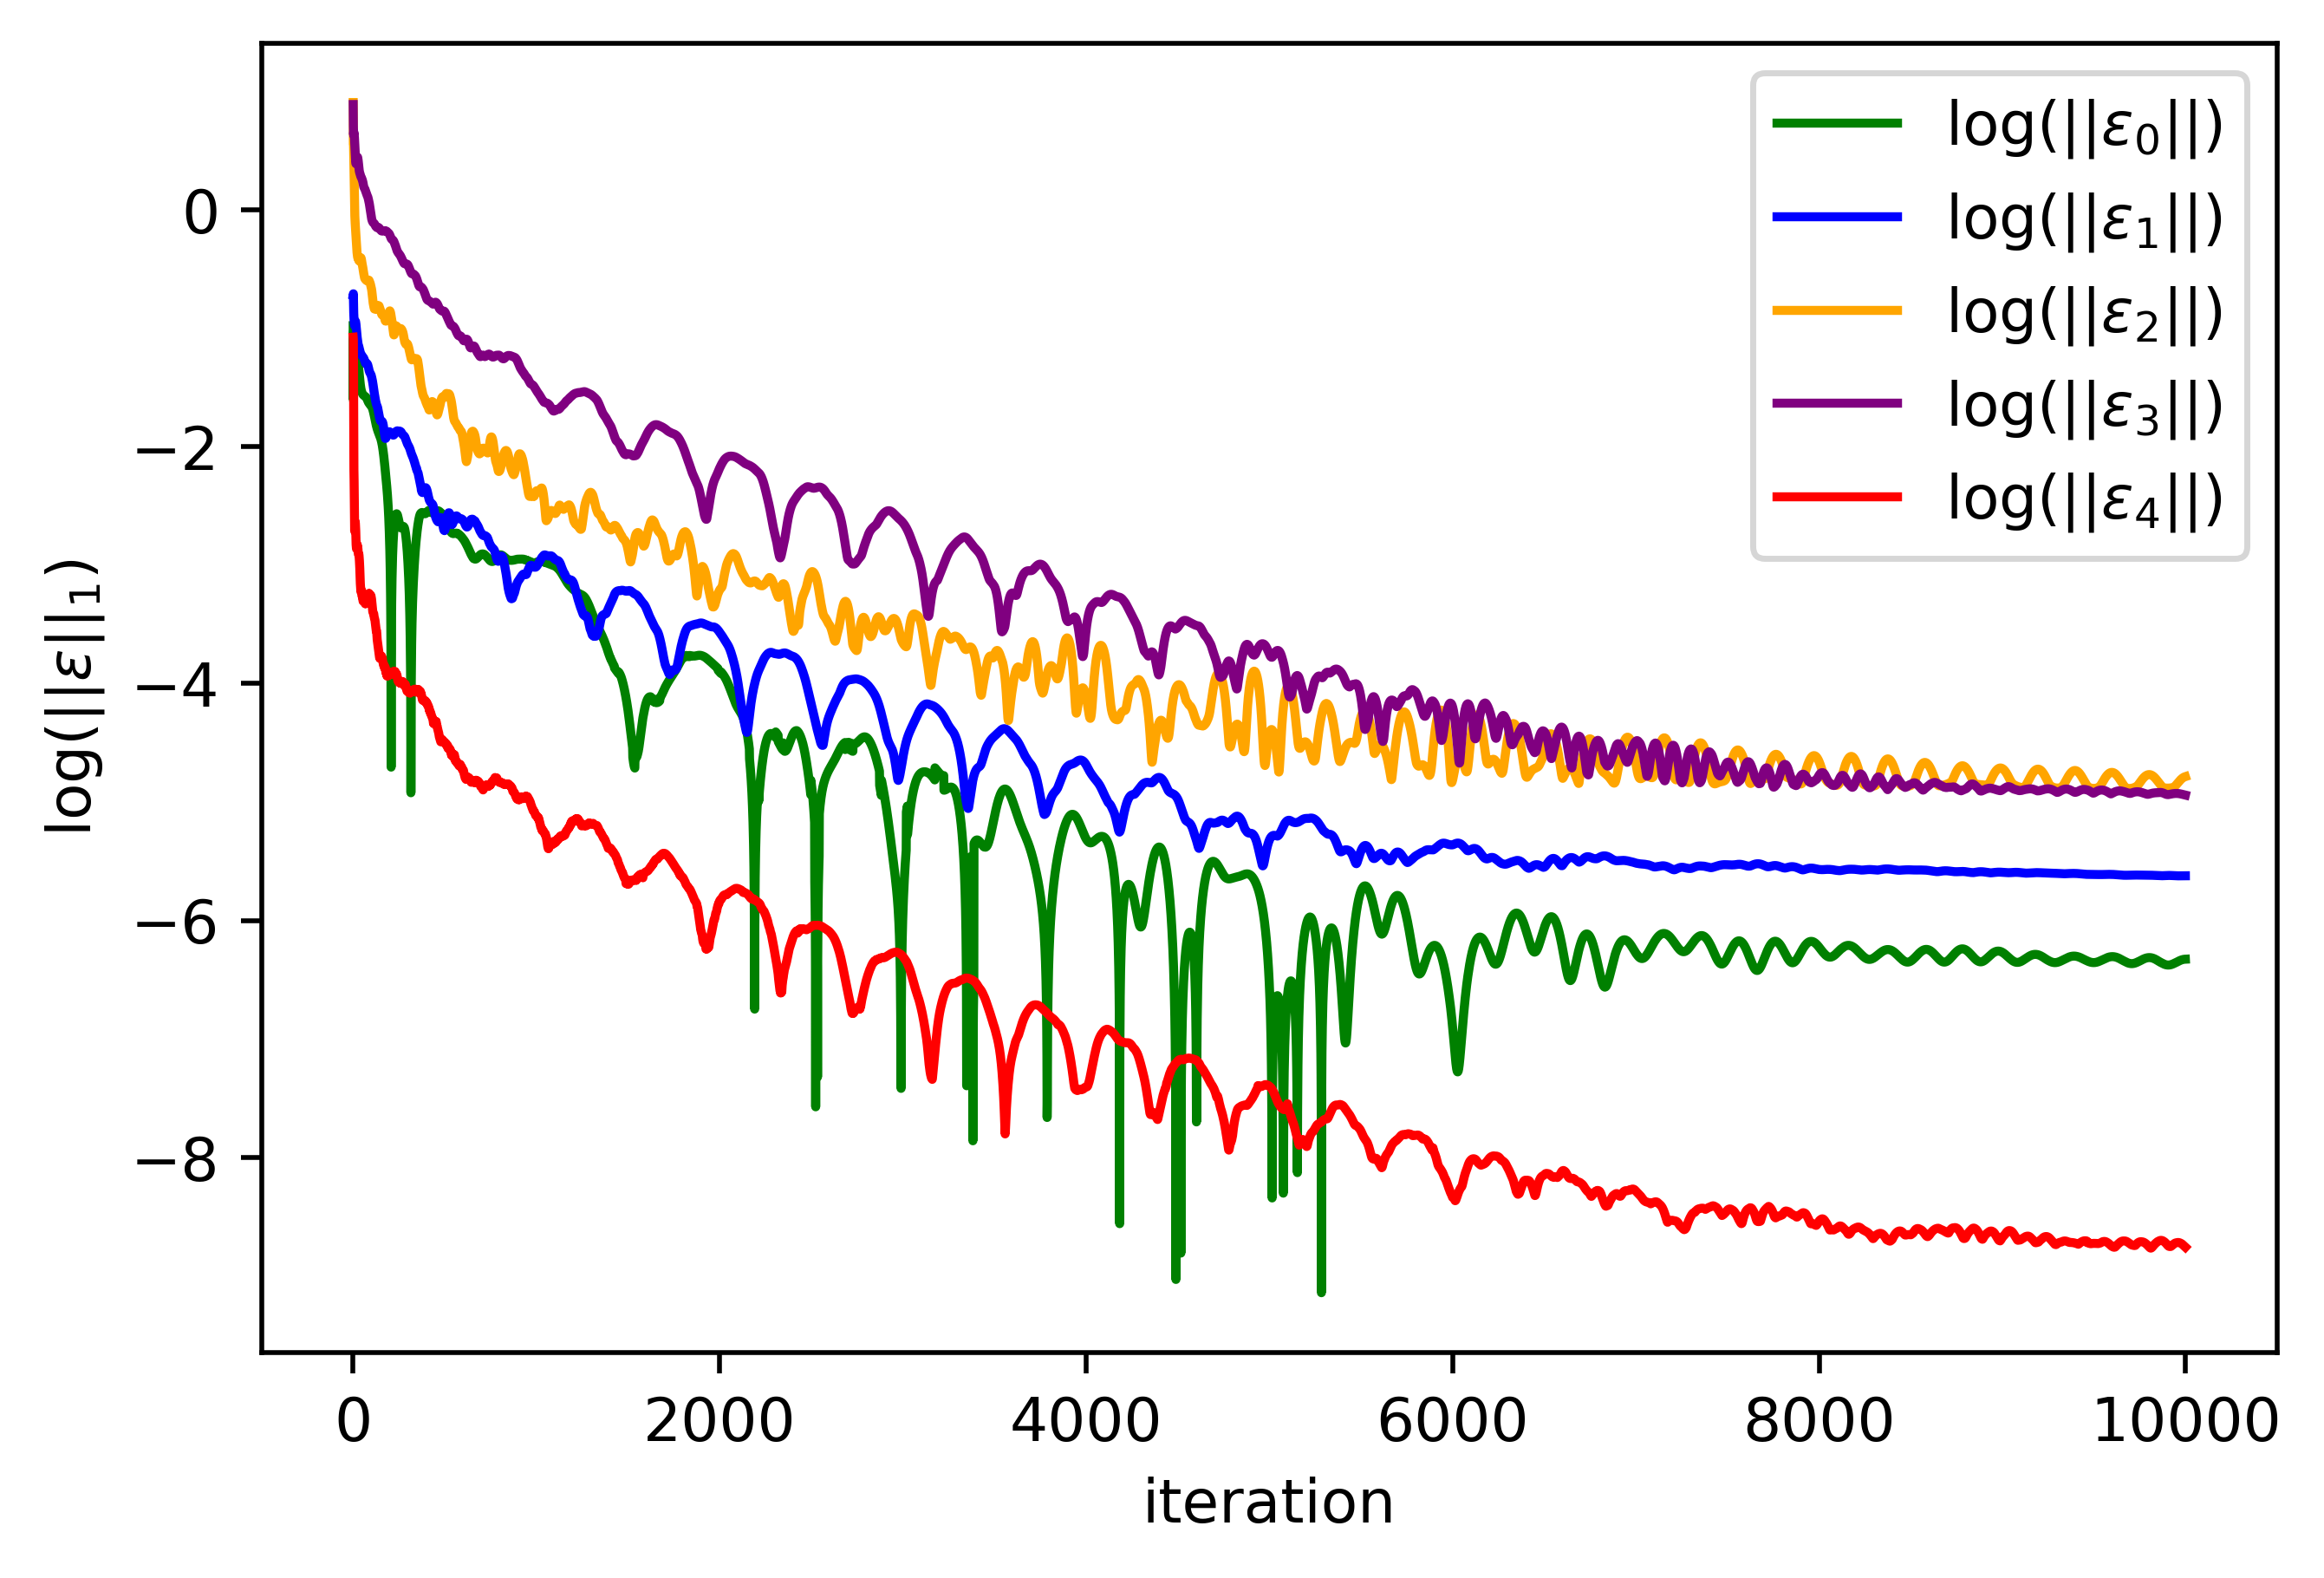 log(||ε||₁)
0
−2
−4
−6
−8
log(||ε₀||)
log(||ε₁||)
log(||ε₂||)
log(||ε₃||)
log(||ε₄||)
0 2000 4000 6000 8000 10000
iteration